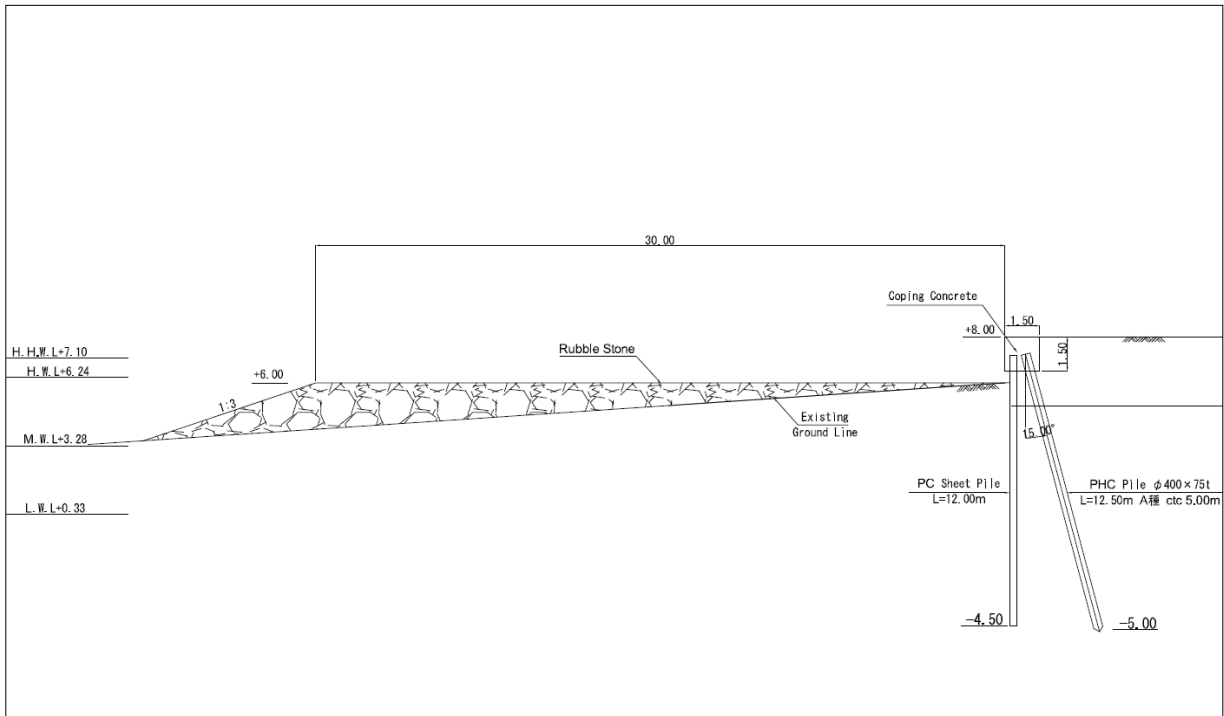 30.00
Coping Concrete
1.50
+8.00
1.50
H.H.W.L+7.10
Rubble Stone
H.W.L+6.24
+6.00
1:3
Existing
Ground Line
M.W.L+3.28
15.00°
PC Sheet Pile
L=12.00m
PHC Pile φ400×75t
L=12.50m A種 ctc 5.00m
L.W.L+0.33
-4.50
-5.00